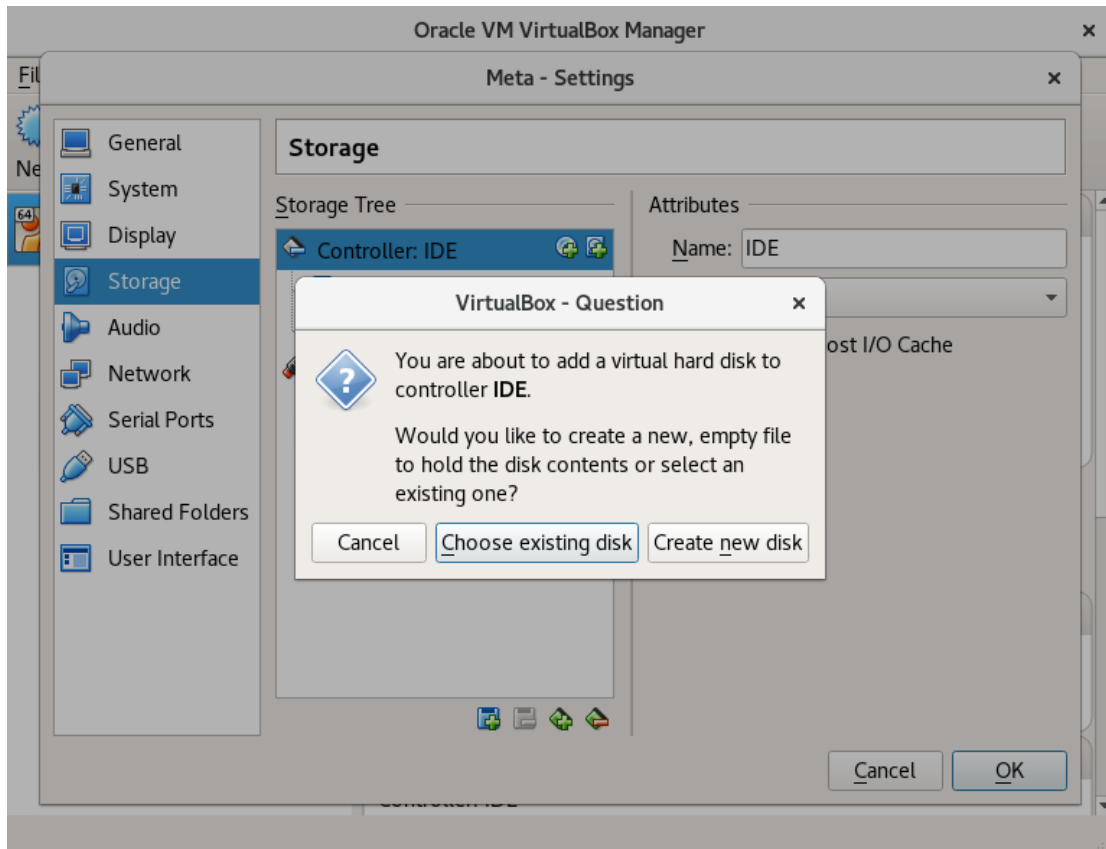 Oracle VM VirtualBox Manager
Fil
Meta - Settings
Ne
64
General
System
Display
Storage
Audio
Network
Serial Ports
USB
Shared Folders
User Interface
Storage
Storage Tree
Controller: IDE
Attributes
Name: IDE
ost I/O Cache
VirtualBox - Question
You are about to add a virtual hard disk to
controller IDE.
Would you like to create a new, empty file
to hold the disk contents or select an
existing one?
Cancel
Choose existing disk
Create new disk
Cancel
OK